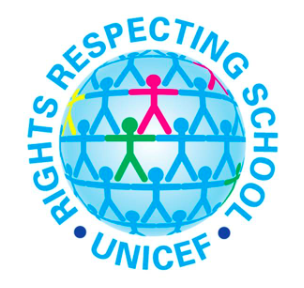 RIGHTS RESPECTING SCHOOL
• UNICEF •